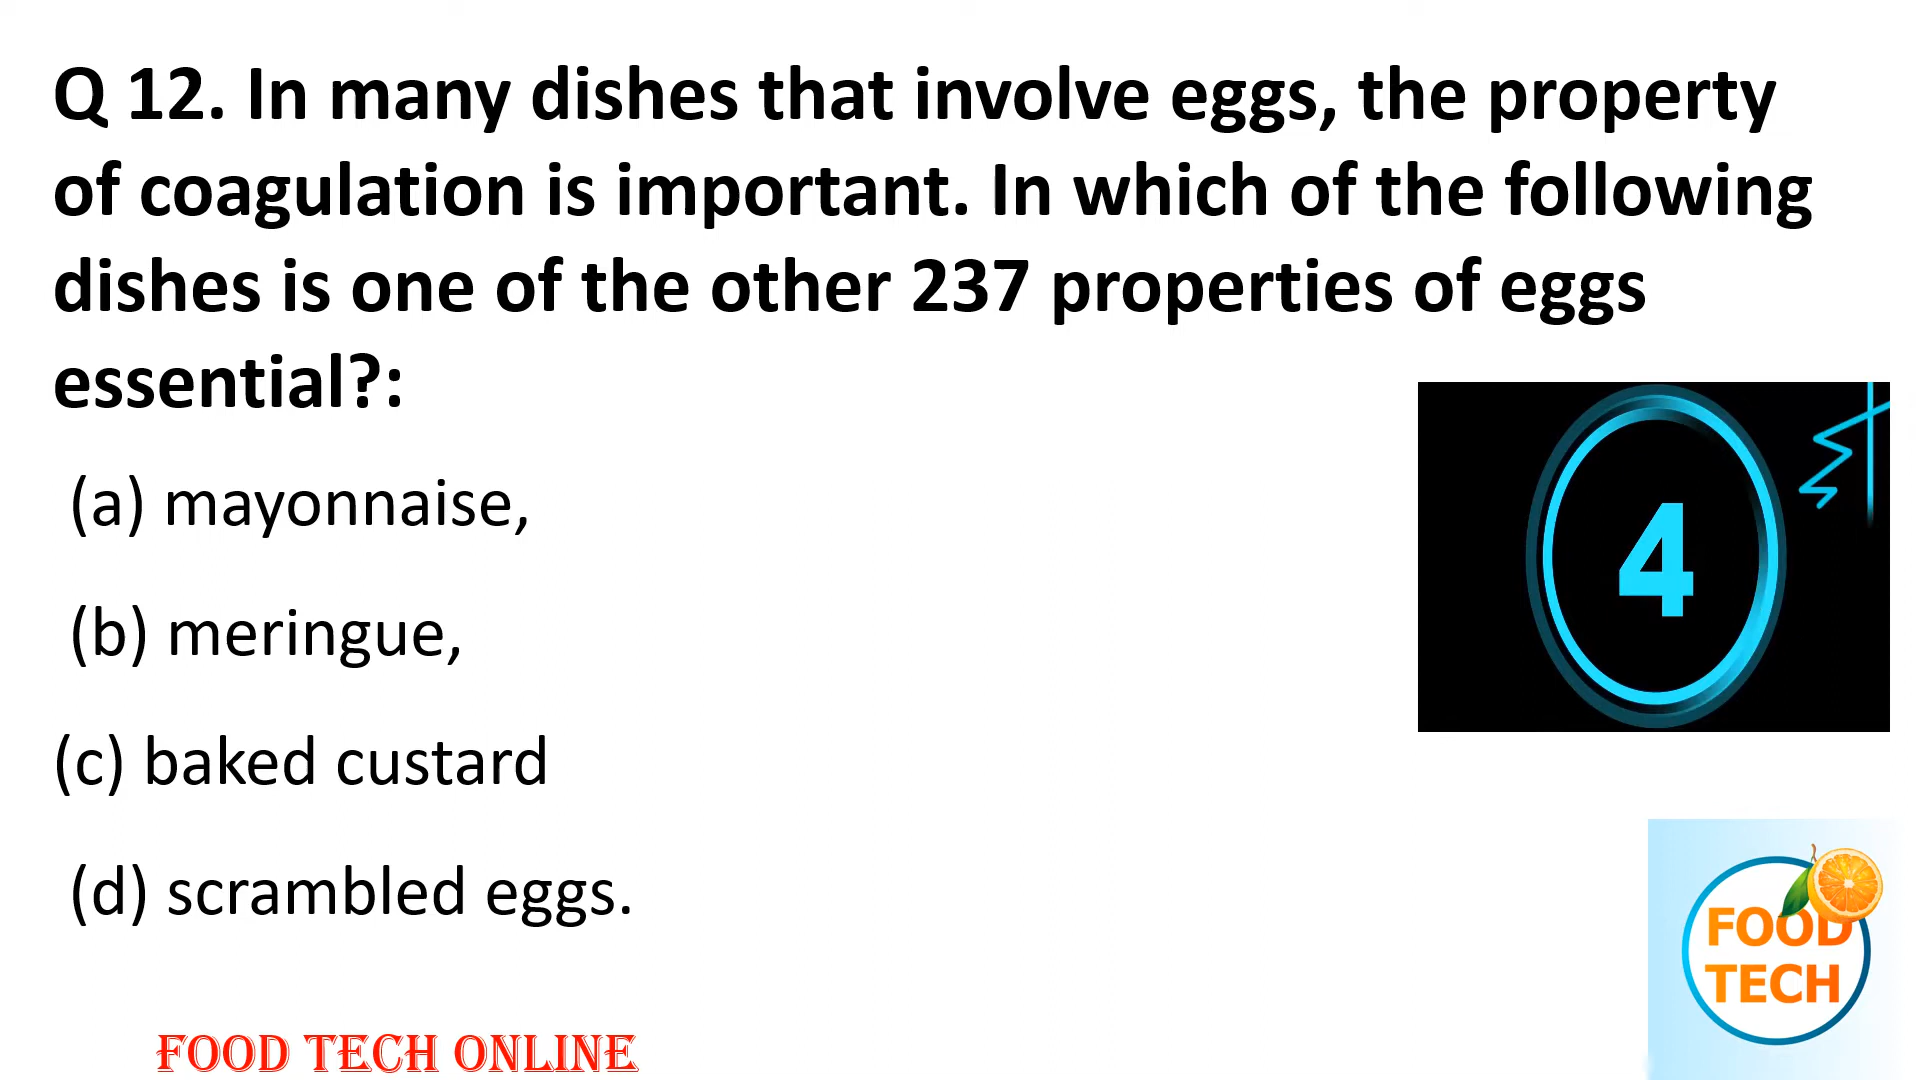 Q 12. In many dishes that involve eggs, the property
of coagulation is important. In which of the following
dishes is one of the other 237 properties of eggs
essential?:
(a) mayonnaise,
(b) meringue,
(c) baked custard
(d) scrambled eggs.
4
FOOD
TECH
FOOD TECH ONLINE